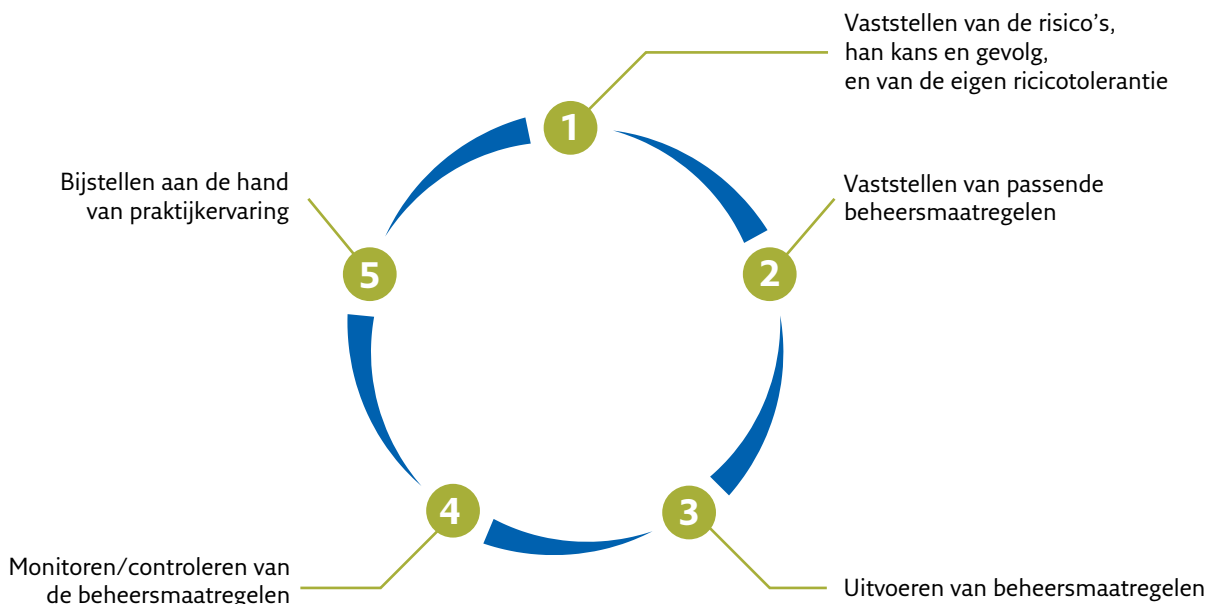 1
Vaststellen van de risico’s,
han kans en gevolg,
en van de eigen ricicotolerantie
2
Vaststellen van passende
beheersmaatregelen
3
Uitvoeren van beheersmaatregelen
4
Monitoren/controleren van
de beheersmaatregelen
5
Bijstellen aan de hand
van praktijkervaring